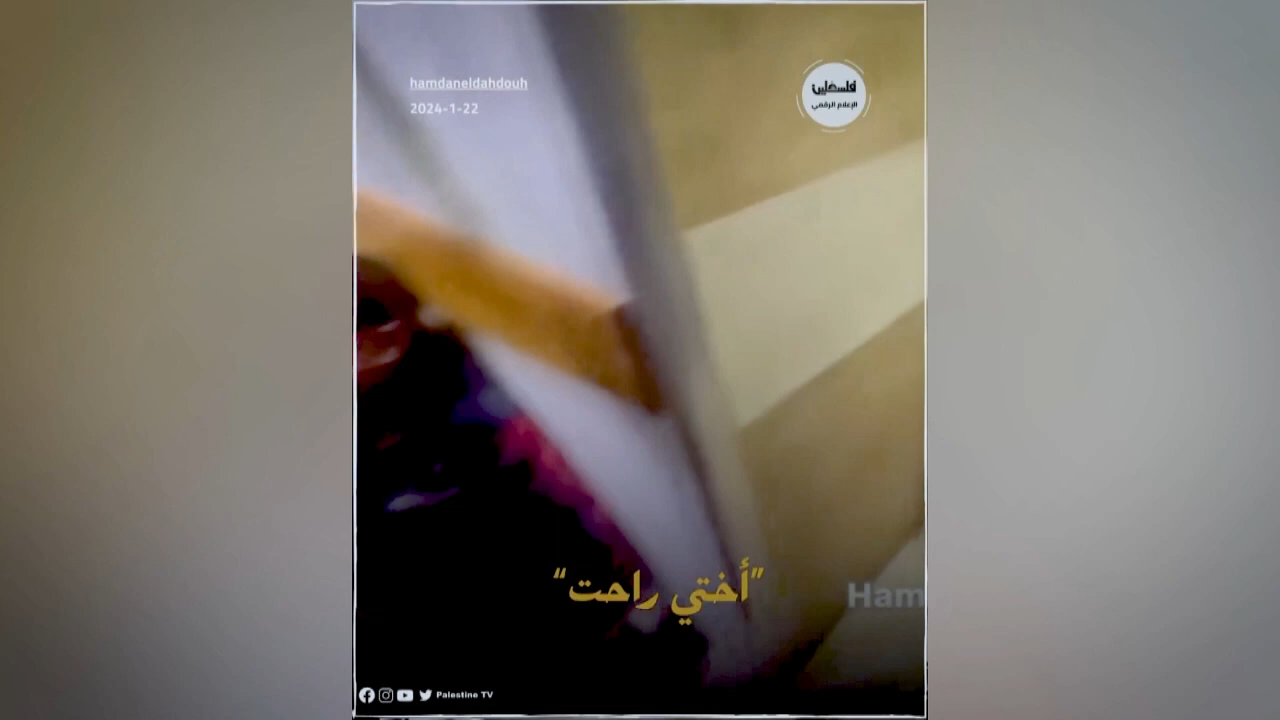 hamdaneldahdouh
2024-1-22
فلسطين
الإعلام الرقمي
"أختي راحت"
Ham
Palestine TV